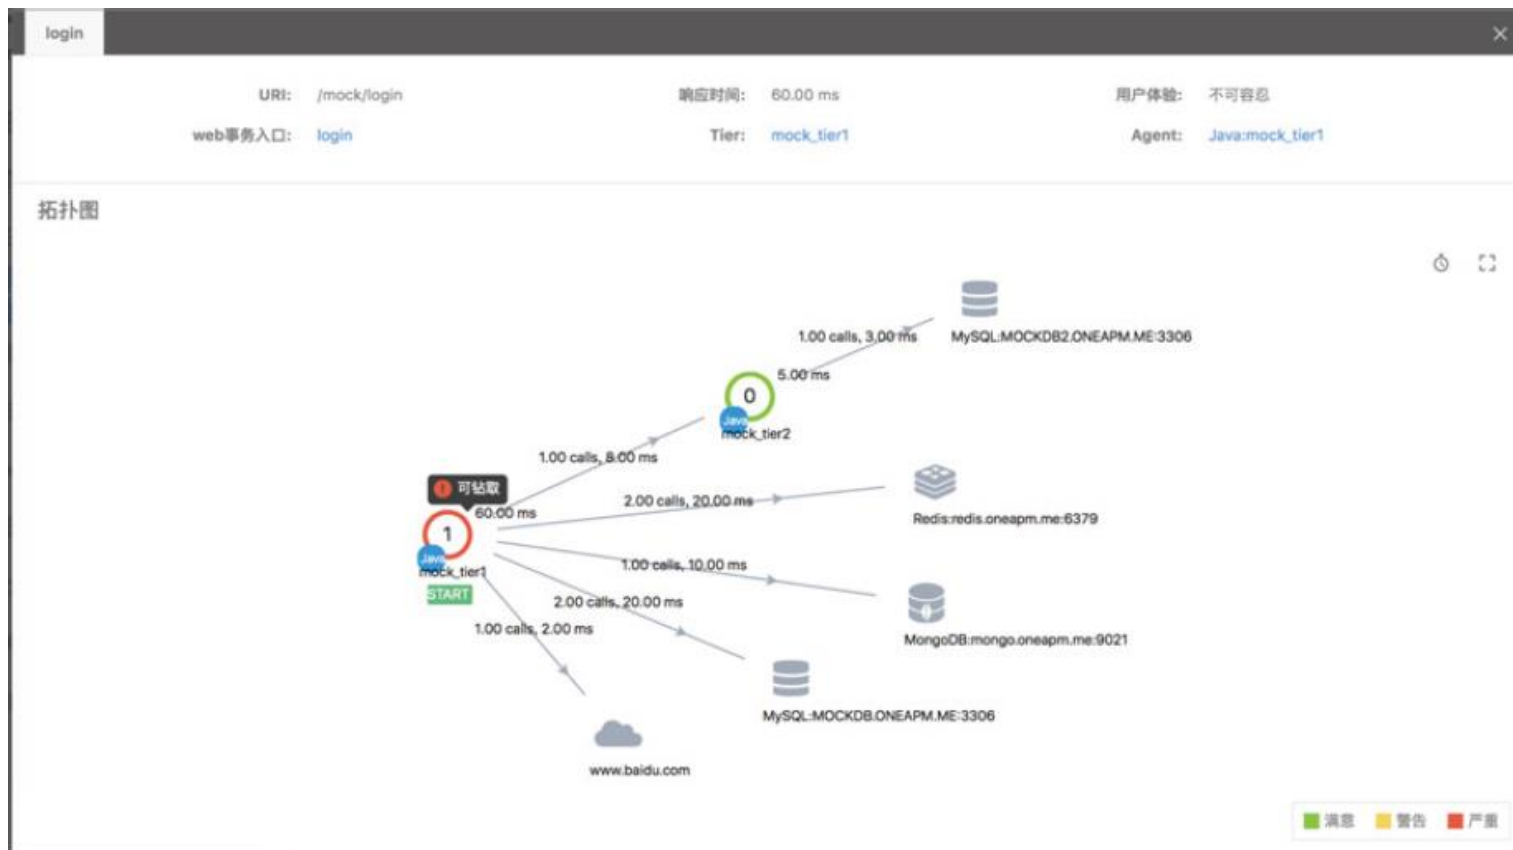 login
URI: /mock/login 响应时间: 60.00 ms 用户体验: 不可容忍
web事务入口: login Tier: mock_tier1 Agent: Java:mock_tier1
拓扑图
1.00 calls, 3.00 ms MySQL:MOCKDB2.ONEAPM.ME:3306
5.00 ms
0
Java
mock_tier2
1.00 calls, 8.00 ms
! 可钻取
2.00 calls, 20.00 ms
60.00 ms
Redis:redis.oneapm.me:6379
1
Java
mock_tier1
1.00 calls, 10.00 ms
START
2.00 calls, 20.00 ms
1.00 calls, 2.00 ms
MongoDB:mongo.oneapm.me:9021
MySQL:MOCKDB.ONEAPM.ME:3306
www.baidu.com
满意 警告 严重